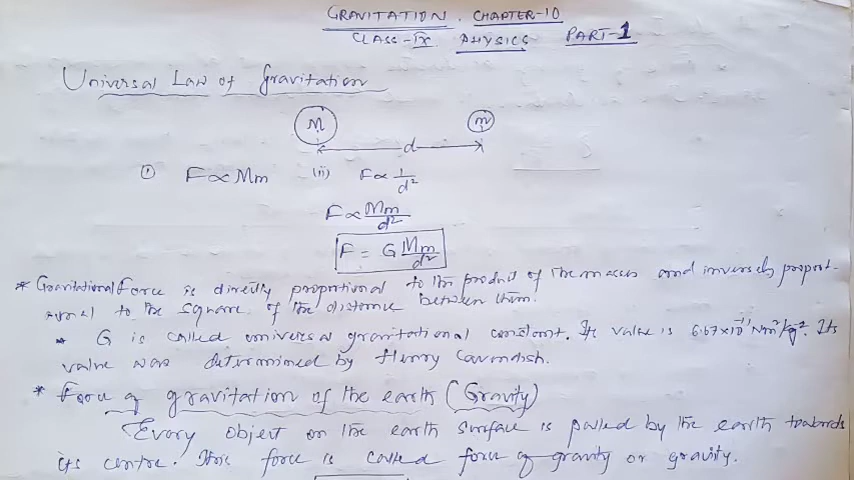 GRAVITATION. CHAPTER-10
CLASS-IX PHYSICS PART-1
Universal Law of Gravitation
M m
d
(i) F ∝ Mm (ii) F ∝ 1/d²
F ∝ Mm/d²
F = G Mm/d²
* Gravitational Force is directly proportional to the product of the masses and inversely proport-
ional to the square of the distance between them.
* G is called universal gravitational constant. Its value is 6.67×10⁻¹¹ Nm²/kg². Its
value was determined by Henry Cavendish.
* Force of gravitation of the earth (Gravity)
Every object on the earth surface is pulled by the earth towards
its centre. This force is called force of gravity or gravity.